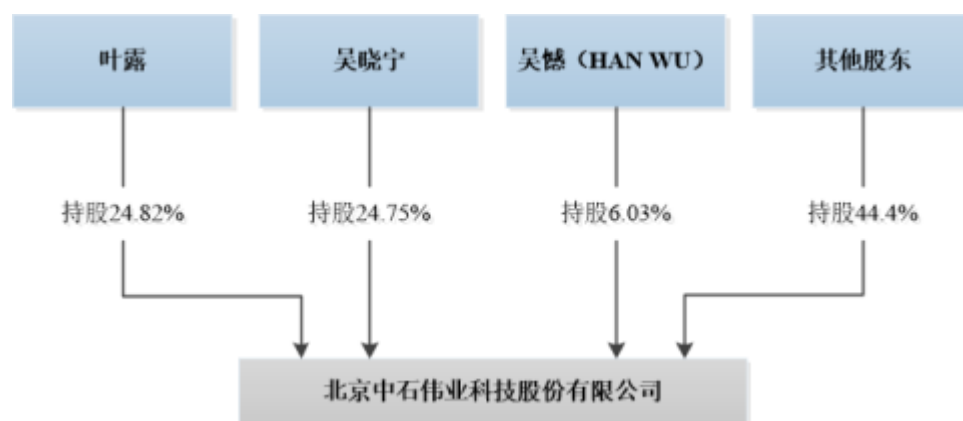 叶露
吴晓宁
吴憾（HAN WU）
其他股东
持股24.82%
持股24.75%
持股6.03%
持股44.4%
北京中石伟业科技股份有限公司